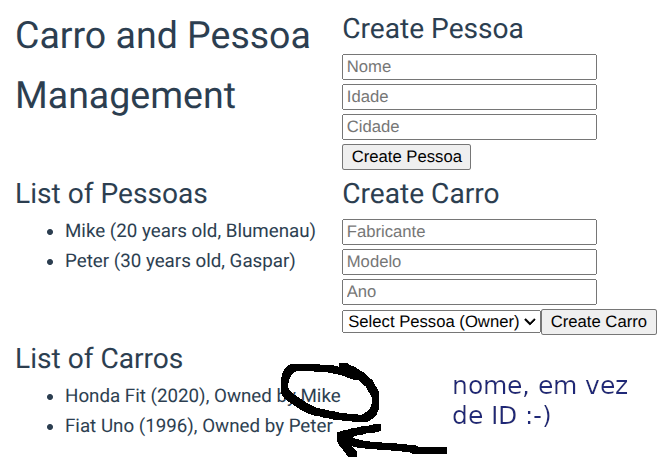 Carro and Pessoa
Management
Create Pessoa
Nome
Idade
Cidade
Create Pessoa
List of Pessoas
Mike (20 years old, Blumenau)
Peter (30 years old, Gaspar)
Create Carro
Fabricante
Modelo
Ano
Select Pessoa (Owner) Create Carro
List of Carros
Honda Fit (2020), Owned by Mike
Fiat Uno (1996), Owned by Peter
nome, em vez
de ID :-)